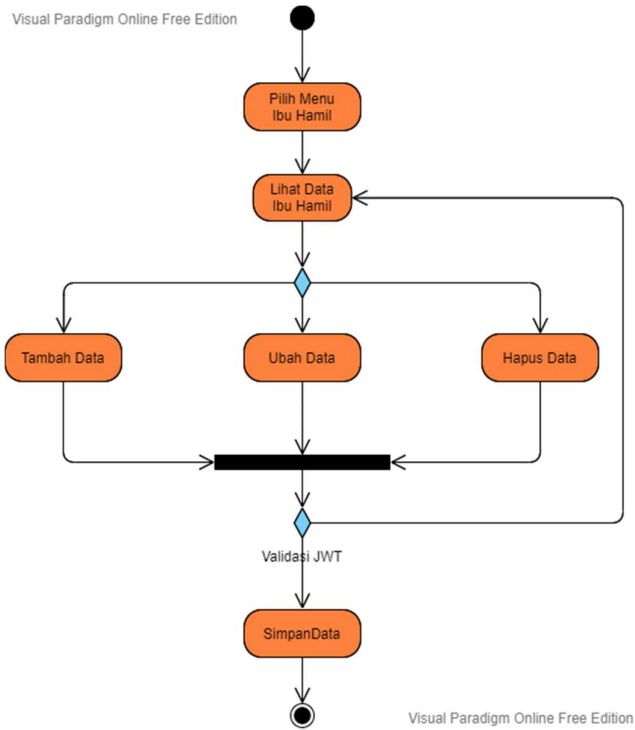 Visual Paradigm Online Free Edition
Pilih Menu
Ibu Hamil
Lihat Data
Ibu Hamil
Tambah Data
Ubah Data
Hapus Data
Validasi JWT
SimpanData
Visual Paradigm Online Free Edition